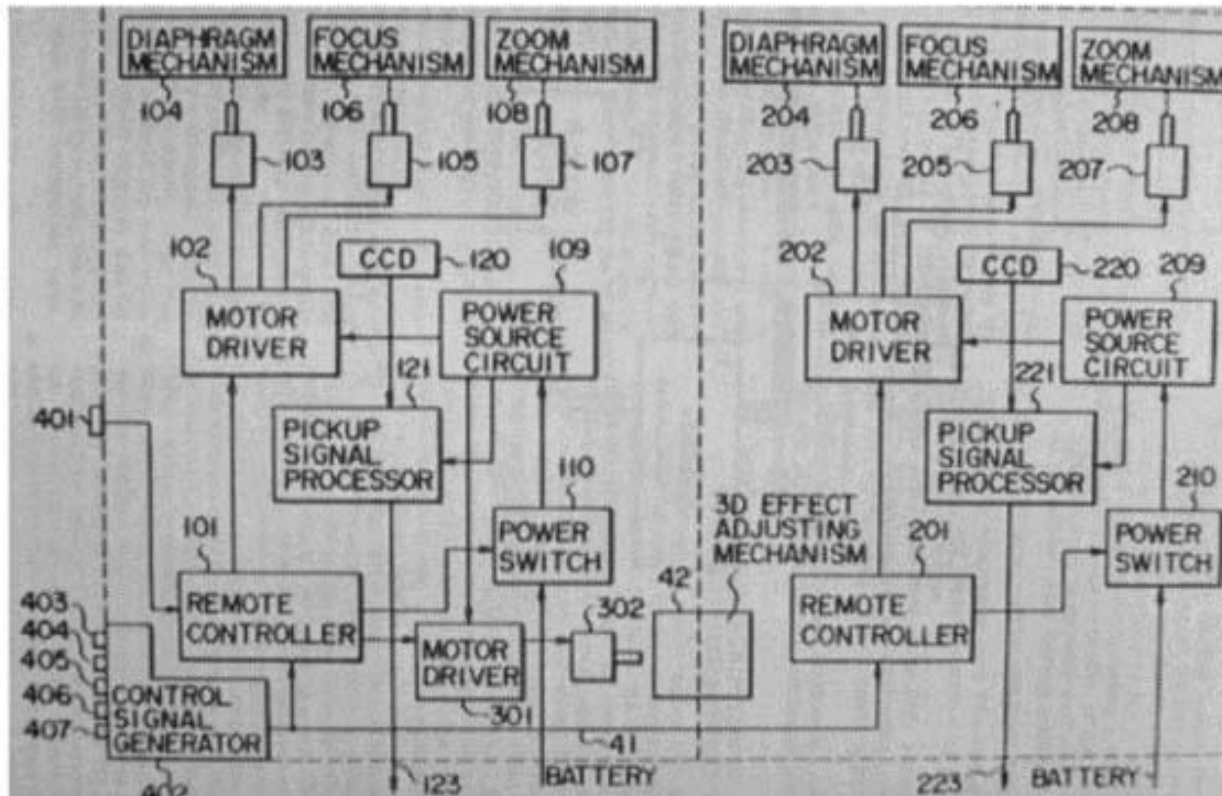 DIAPHRAGM
MECHANISM
FOCUS
MECHANISM
ZOOM
MECHANISM
DIAPHRAGM
MECHANISM
FOCUS
MECHANISM
ZOOM
MECHANISM
104
106
108
204
206
208
103
105
107
203
205
207
102
CCD
120
109
202
CCD
220
209
MOTOR
DRIVER
POWER
SOURCE
CIRCUIT
MOTOR
DRIVER
POWER
SOURCE
CIRCUIT
401
121
221
PICKUP
SIGNAL
PROCESSOR
110
PICKUP
SIGNAL
PROCESSOR
210
101
POWER
SWITCH
3D EFFECT
ADJUSTING
MECHANISM
201
POWER
SWITCH
403
404
405
406
407
REMOTE
CONTROLLER
302
42
REMOTE
CONTROLLER
MOTOR
DRIVER
301
CONTROL
SIGNAL
GENERATOR
41
402
123
BATTERY
223
BATTERY